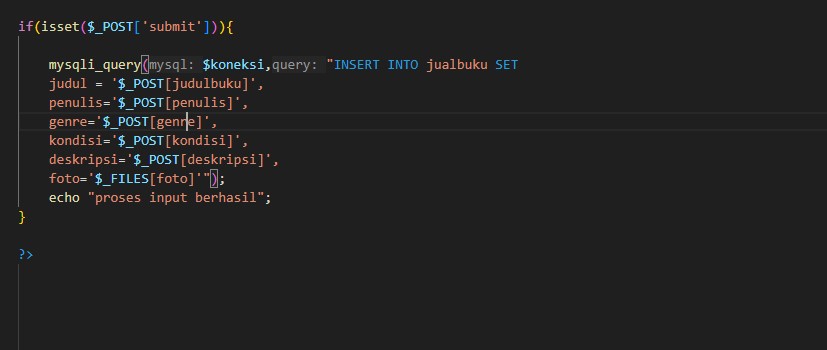 if(isset($_POST['submit'])){
mysqli_query(mysql: $koneksi,query: "INSERT INTO jualbuku SET
judul = '$_POST[judulbuku]',
penulis='$_POST[penulis]',
genre='$_POST[genre]',
kondisi='$_POST[kondisi]',
deskripsi='$_POST[deskripsi]',
foto='$_FILES[foto]'");
echo "proses input berhasil";
}
?>